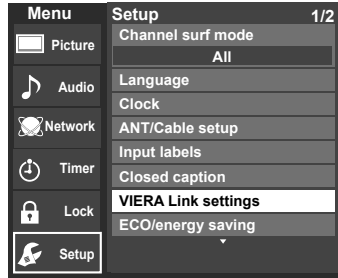 Menu
Picture
Audio
Network
Timer
Lock
Setup
Setup 1/2
Channel surf mode
All
Language
Clock
ANT/Cable setup
Input labels
Closed caption
VIERA Link settings
ECO/energy saving